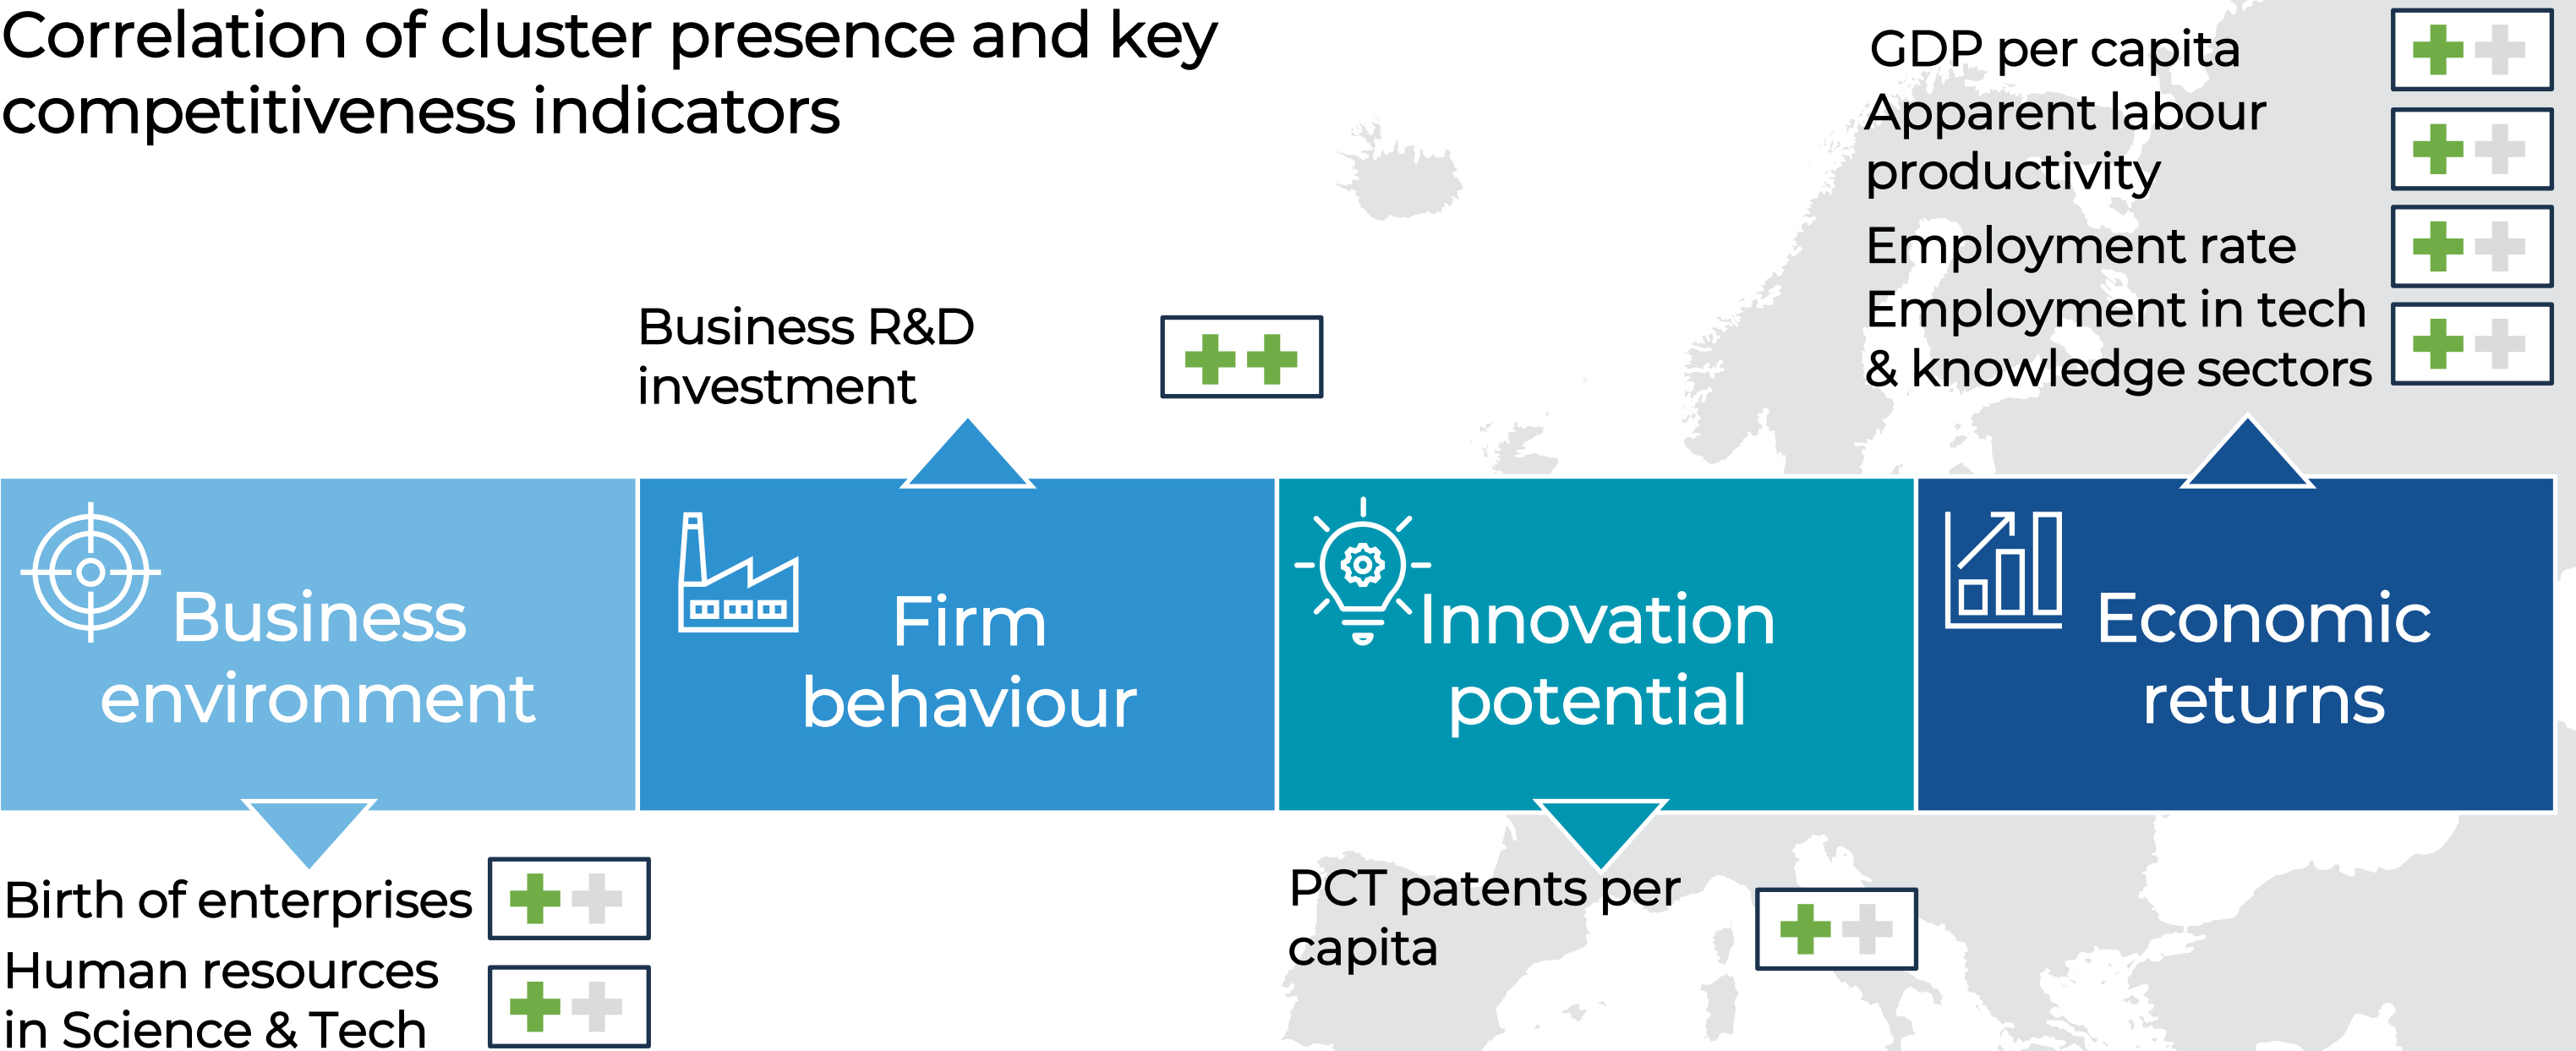 Correlation of cluster presence and key
competitiveness indicators
GDP per capita
Apparent labour
productivity
Employment rate
Employment in tech
& knowledge sectors
Business R&D
investment
Business
environment
Firm
behaviour
Innovation
potential
Economic
returns
Birth of enterprises
Human resources
in Science & Tech
PCT patents per
capita